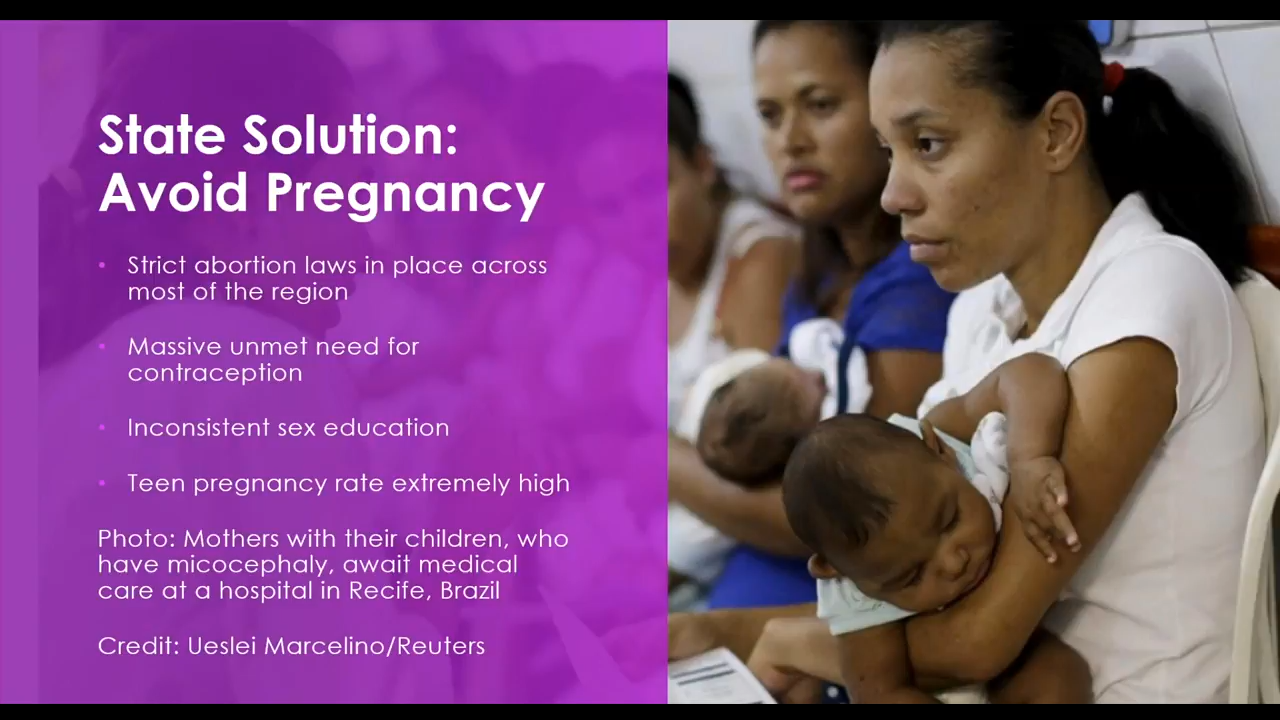 State Solution:
Avoid Pregnancy
• Strict abortion laws in place across
most of the region
• Massive unmet need for
contraception
• Inconsistent sex education
• Teen pregnancy rate extremely high
Photo: Mothers with their children, who
have micocephaly, await medical
care at a hospital in Recife, Brazil
Credit: Ueslei Marcelino/Reuters